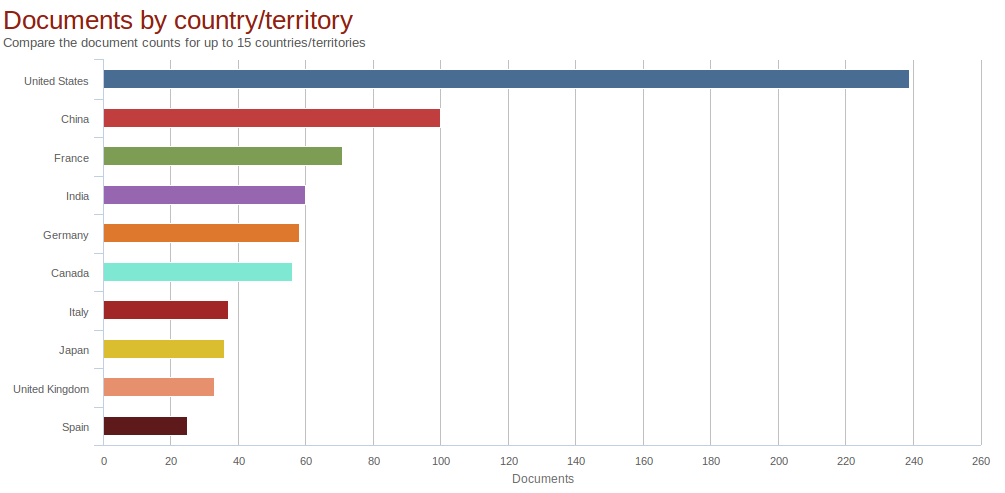 Documents by country/territory
Compare the document counts for up to 15 countries/territories
United States
China
France
India
Germany
Canada
Italy
Japan
United Kingdom
Spain
0 20 40 60 80 100 120 140 160 180 200 220 240 260
Documents